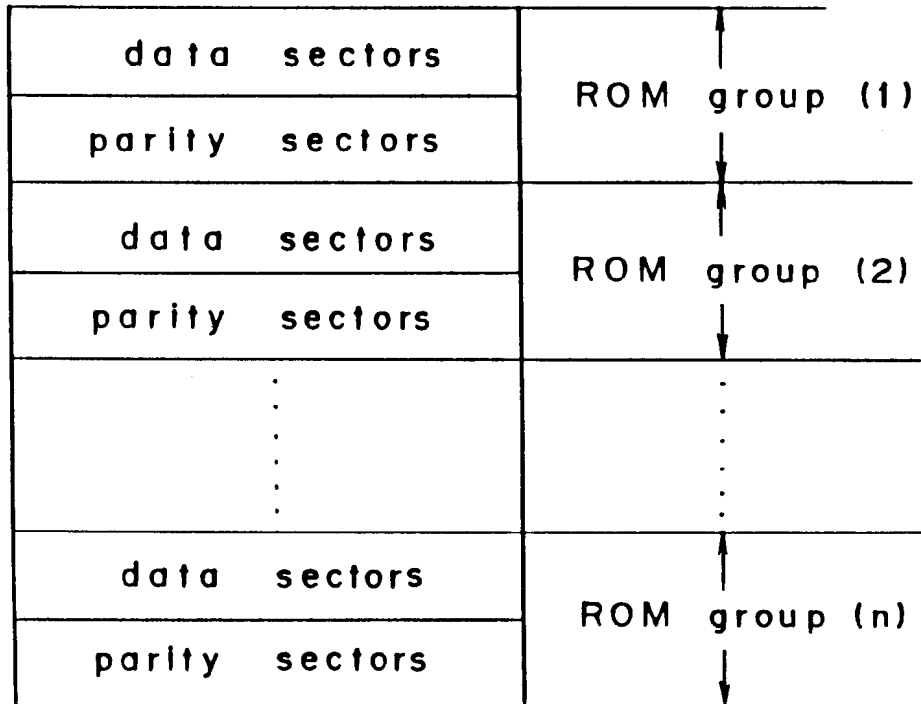 data sectors
ROM group (1)
parity sectors
data sectors
ROM group (2)
parity sectors
data sectors
ROM group (n)
parity sectors